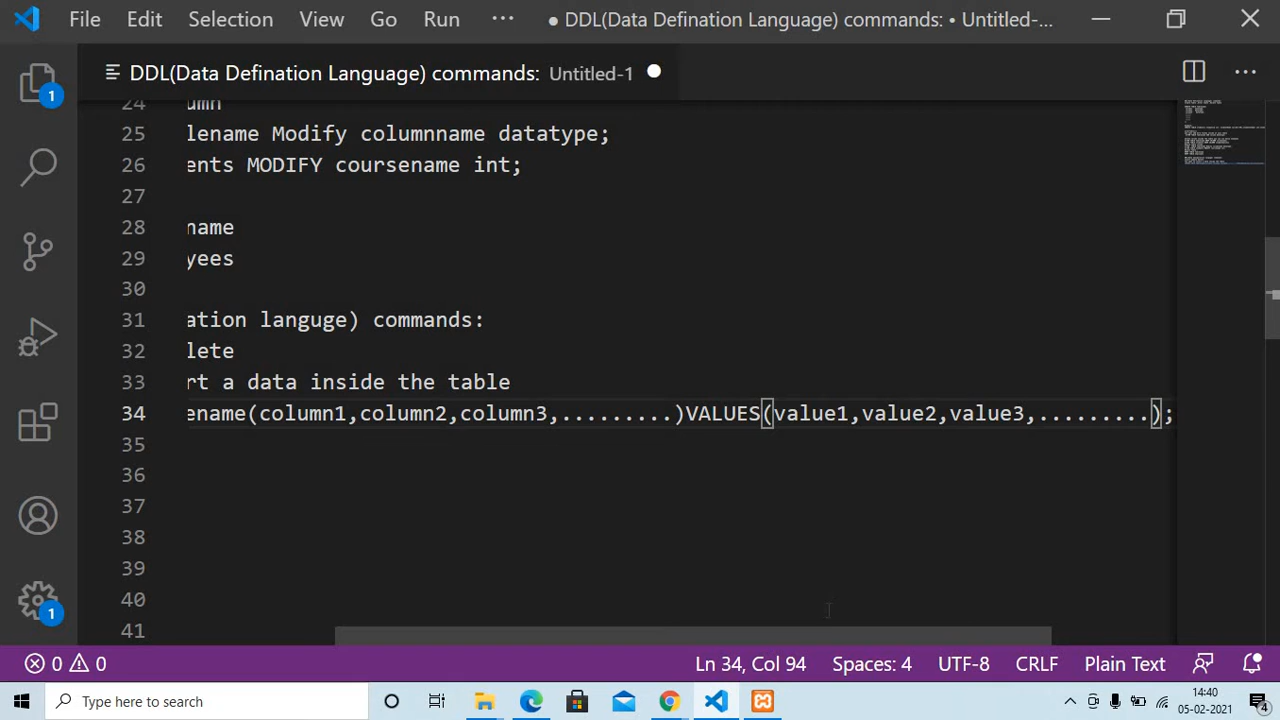 File Edit Selection View Go Run ··· ● DDL(Data Defination Language) commands: • Untitled-...
DDL(Data Defination Language) commands: Untitled-1
24 umn
25 lename Modify columnname datatype;
26 ents MODIFY coursename int;
27
28 name
29 yees
30
31 ation languge) commands:
32 lete
33 rt a data inside the table
34 ename(column1,column2,column3,.........)VALUES(value1,value2,value3,.........);
35
36
37
38
39
40
41
1
1
0 0 Ln 34, Col 94 Spaces: 4 UTF-8 CRLF Plain Text
Type here to search
14:40
05-02-2021
4